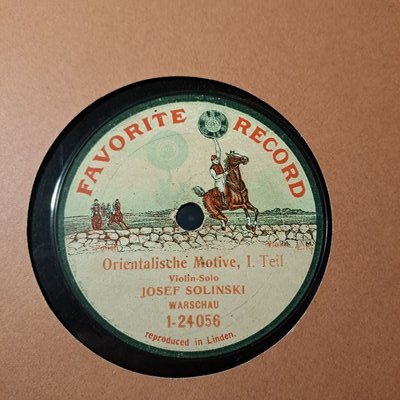 FAVORITE RECORD
Orientalische Motive, I. Teil
Violin-Solo
JOSEF SOLINSKI
WARSCHAU
1-24056
reproduced in Linden.